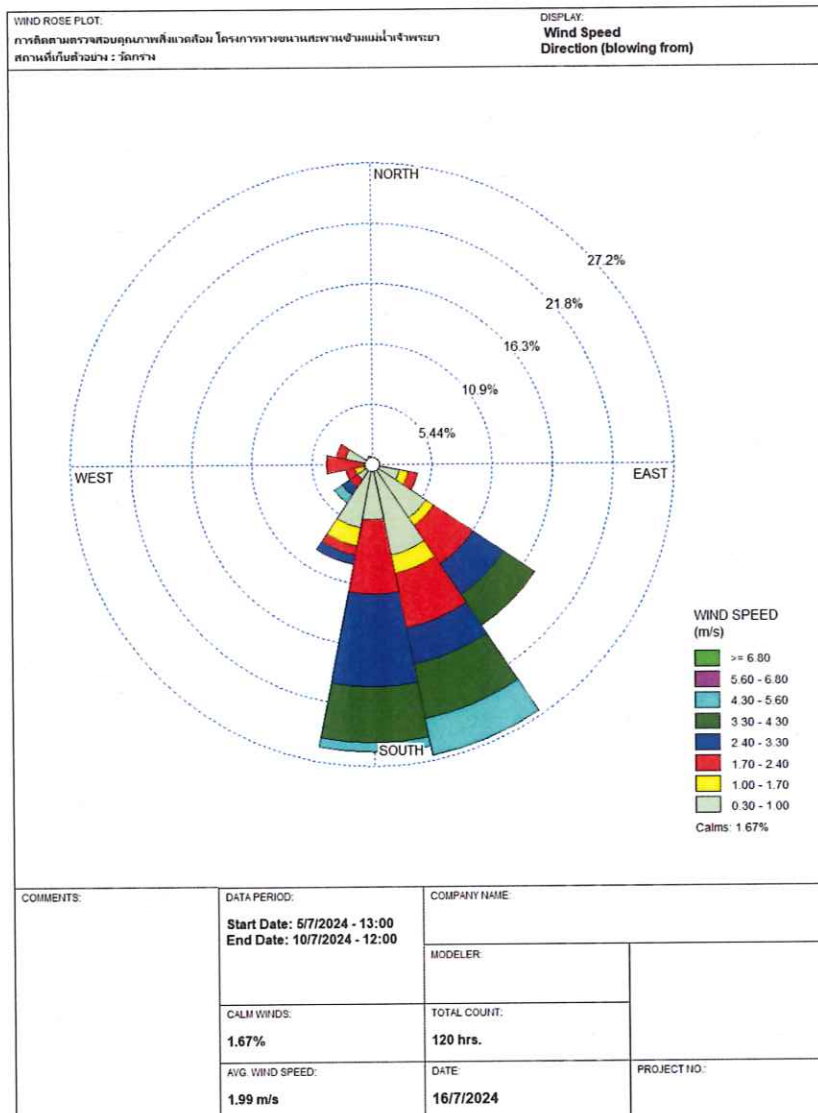 WIND ROSE PLOT:
การติดตามตรวจสอบคุณภาพสิ่งแวดล้อม โครงการทางขนานสะพานข้ามแม่น้ำเจ้าพระยา
สถานที่เก็บตัวอย่าง : วัดกร่าง
DISPLAY:
Wind Speed
Direction (blowing from)
NORTH
27.2%
21.8%
16.3%
10.9%
5.44%
WEST
EAST
SOUTH
WIND SPEED
(m/s)
>= 6.80
5.60 - 6.80
4.30 - 5.60
3.30 - 4.30
2.40 - 3.30
1.70 - 2.40
1.00 - 1.70
0.30 - 1.00
Calms: 1.67%
COMMENTS:
DATA PERIOD:
Start Date: 5/7/2024 - 13:00
End Date: 10/7/2024 - 12:00
COMPANY NAME:
MODELER:
CALM WINDS:
1.67%
TOTAL COUNT:
120 hrs.
AVG. WIND SPEED:
1.99 m/s
DATE:
16/7/2024
PROJECT NO.: